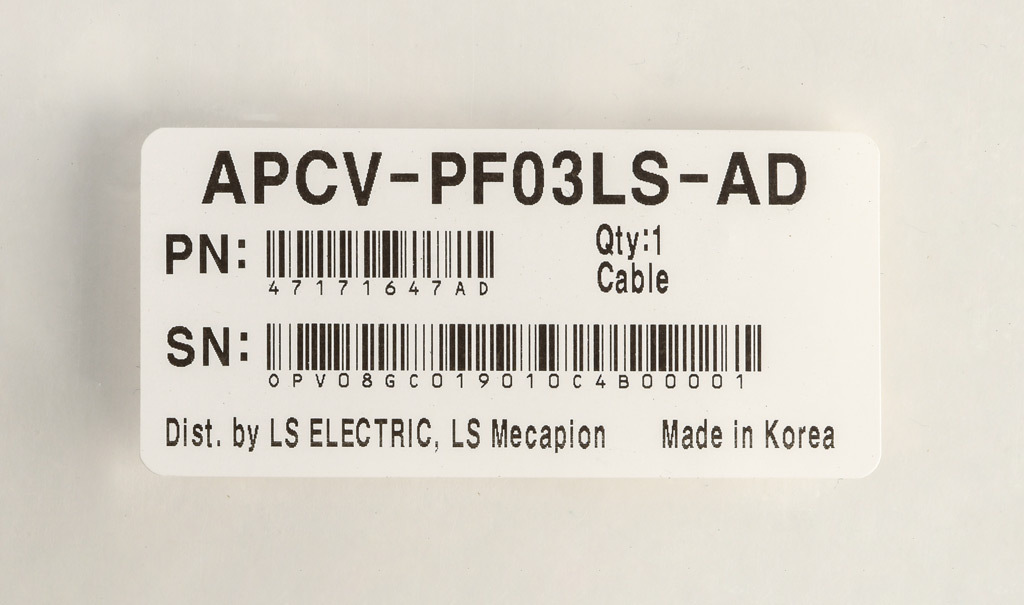 APCV-PF03LS-AD
PN:
47171647AD
Qty:1
Cable
SN:
0PV08GC019010C4B00001
Dist. by LS ELECTRIC, LS Mecapion Made in Korea